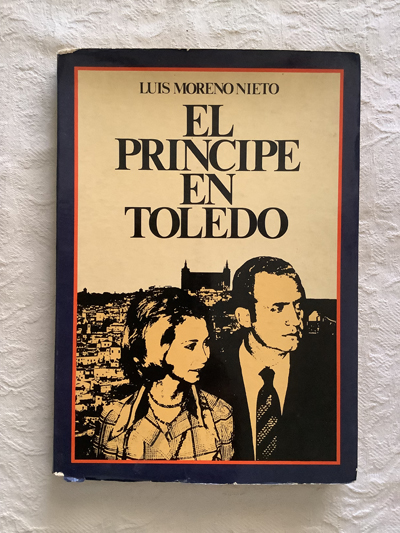 LUIS MORENO NIETO
EL
PRINCIPE
EN
TOLEDO